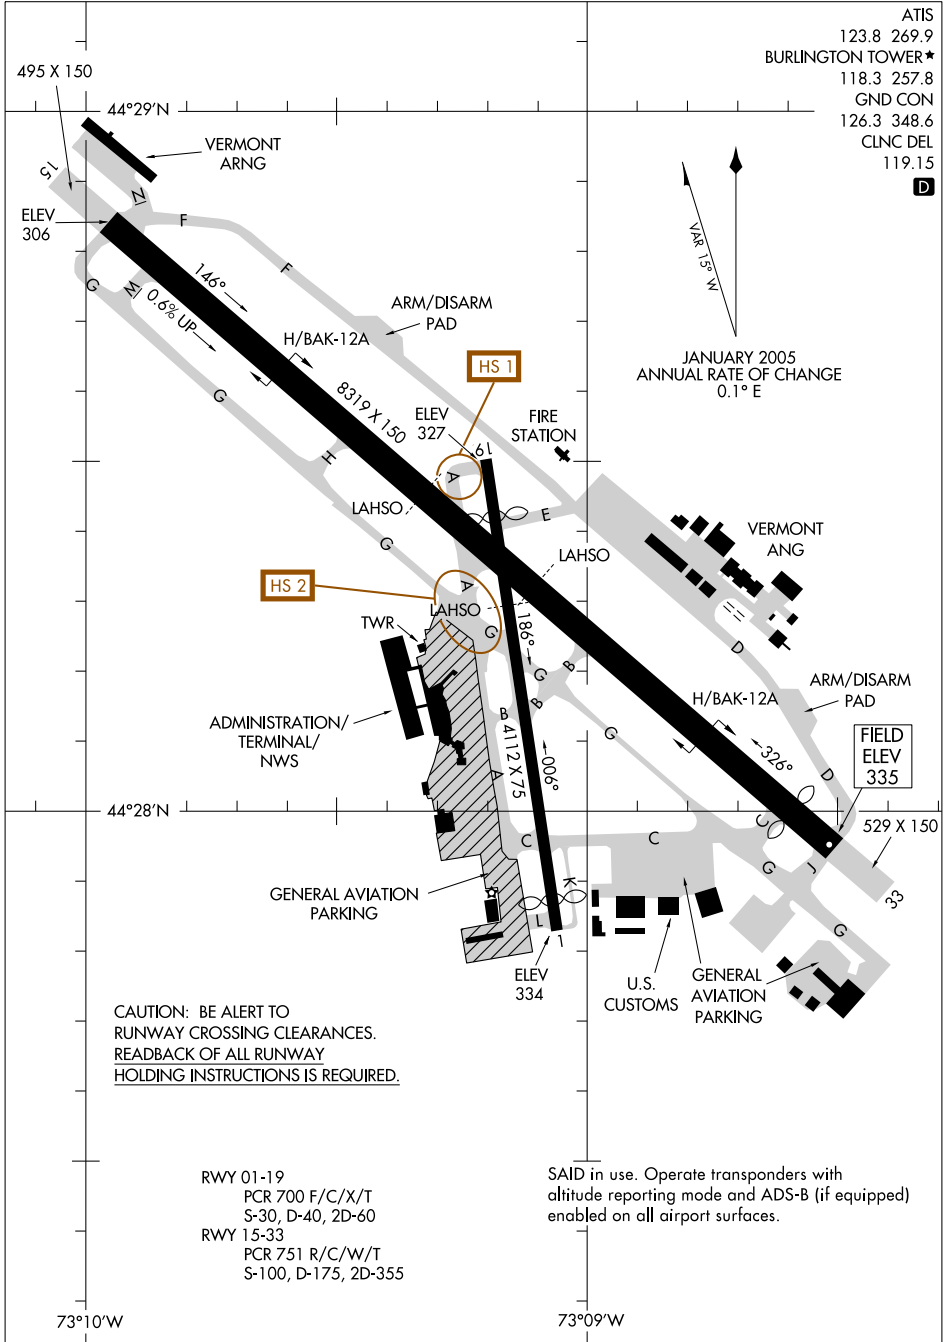 ATIS
123.8 269.9
BURLINGTON TOWER★
118.3 257.8
GND CON
126.3 348.6
CLNC DEL
119.15
D
495 X 150
44°29'N
VERMONT
ARNG
15
N
ELEV
306
F
G
M
146°
0.6% UP
F
ARM/DISARM
PAD
H/BAK-12A
VAR 15° W
JANUARY 2005
ANNUAL RATE OF CHANGE
0.1° E
HS 1
8319 X 150
G
ELEV
327
FIRE
STATION
19
H
A
LAHSO
E
VERMONT
ANG
G
LAHSO
HS 2
A
LAHSO
TWR
G
186°
B
G
D
B
ARM/DISARM
PAD
H/BAK-12A
ADMINISTRATION/
TERMINAL/
NWS
B
4112 X 75
G
006°
326°
FIELD
ELEV
335
A
D
44°28'N
C
C
C
529 X 150
G
J
K
33
GENERAL AVIATION
PARKING
L
1
G
ELEV
334
U.S.
CUSTOMS
GENERAL
AVIATION
PARKING
CAUTION: BE ALERT TO
RUNWAY CROSSING CLEARANCES.
READBACK OF ALL RUNWAY
HOLDING INSTRUCTIONS IS REQUIRED.
RWY 01-19
PCR 700 F/C/X/T
S-30, D-40, 2D-60
RWY 15-33
PCR 751 R/C/W/T
S-100, D-175, 2D-355
SAID in use. Operate transponders with
altitude reporting mode and ADS-B (if equipped)
enabled on all airport surfaces.
73°10'W
73°09'W